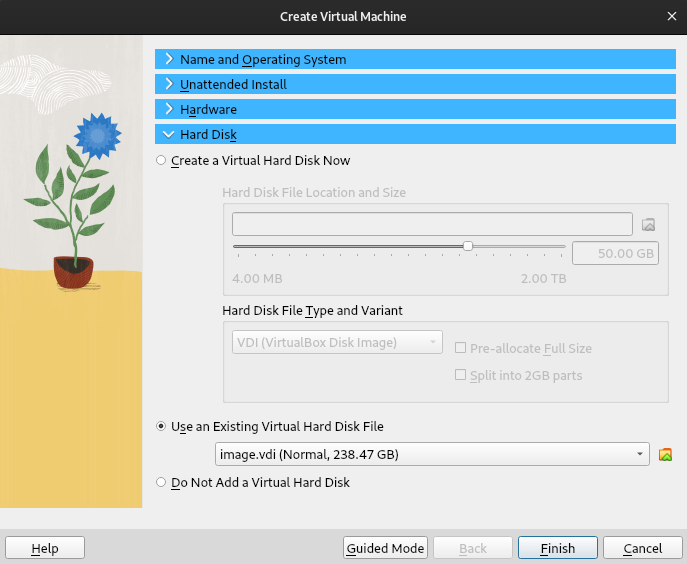 Create Virtual Machine
Name and Operating System
Unattended Install
Hardware
Hard Disk
Create a Virtual Hard Disk Now
Hard Disk File Location and Size
50.00 GB
4.00 MB 2.00 TB
Hard Disk File Type and Variant
VDI (VirtualBox Disk Image)
Pre-allocate Full Size
Split into 2GB parts
Use an Existing Virtual Hard Disk File
image.vdi (Normal, 238.47 GB)
Do Not Add a Virtual Hard Disk
Help Guided Mode Back Finish Cancel